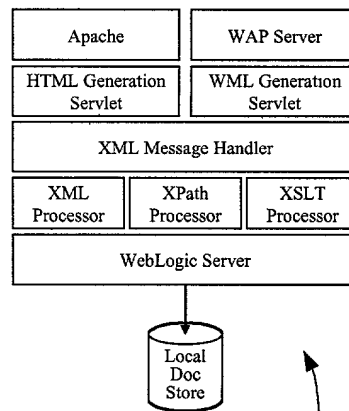 Apache
WAP Server
HTML Generation
Servlet
WML Generation
Servlet
XML Message Handler
XML
Processor
XPath
Processor
XSLT
Processor
WebLogic Server
Local
Doc
Store